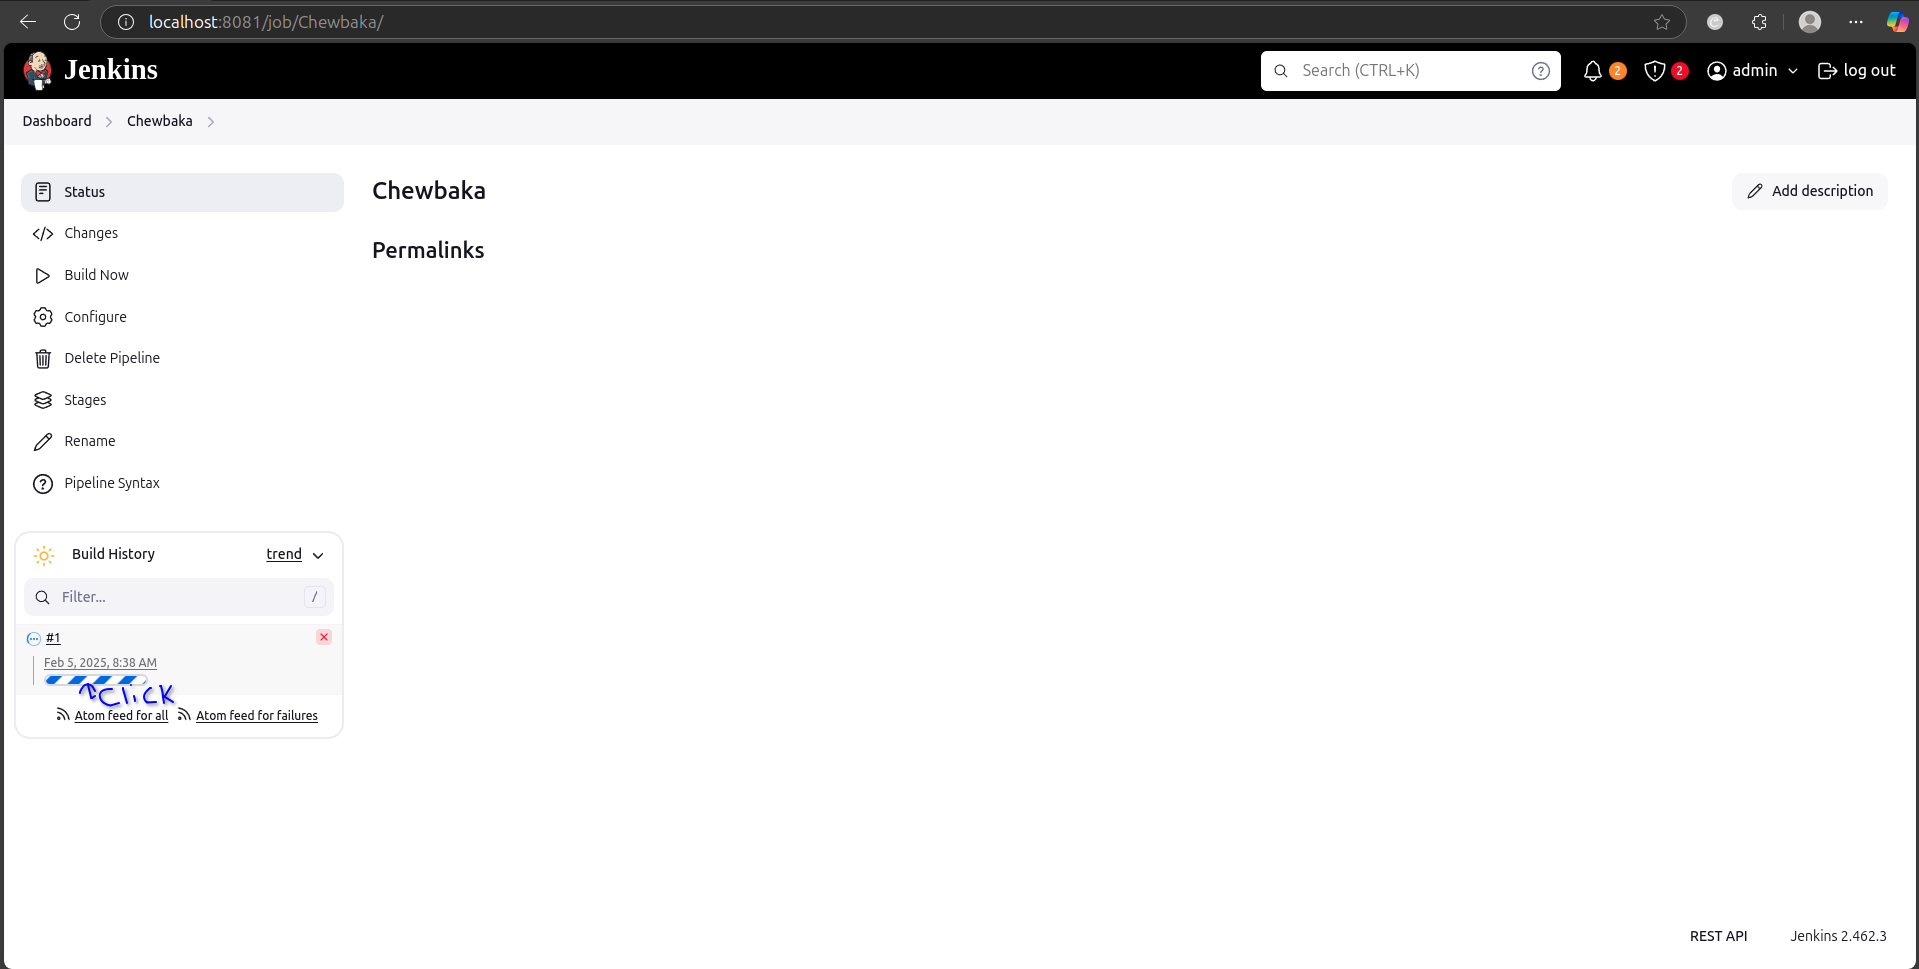 localhost:8081/job/Chewbaka/
Jenkins
Search (CTRL+K)
2
2
admin
log out
Dashboard
Chewbaka
Status
Changes
Build Now
Configure
Delete Pipeline
Stages
Rename
Pipeline Syntax
Chewbaka
Add description
Permalinks
Build History
trend
Filter...
/
#1
Feb 5, 2025, 8:38 AM
Click
Atom feed for all
Atom feed for failures
REST API
Jenkins 2.462.3